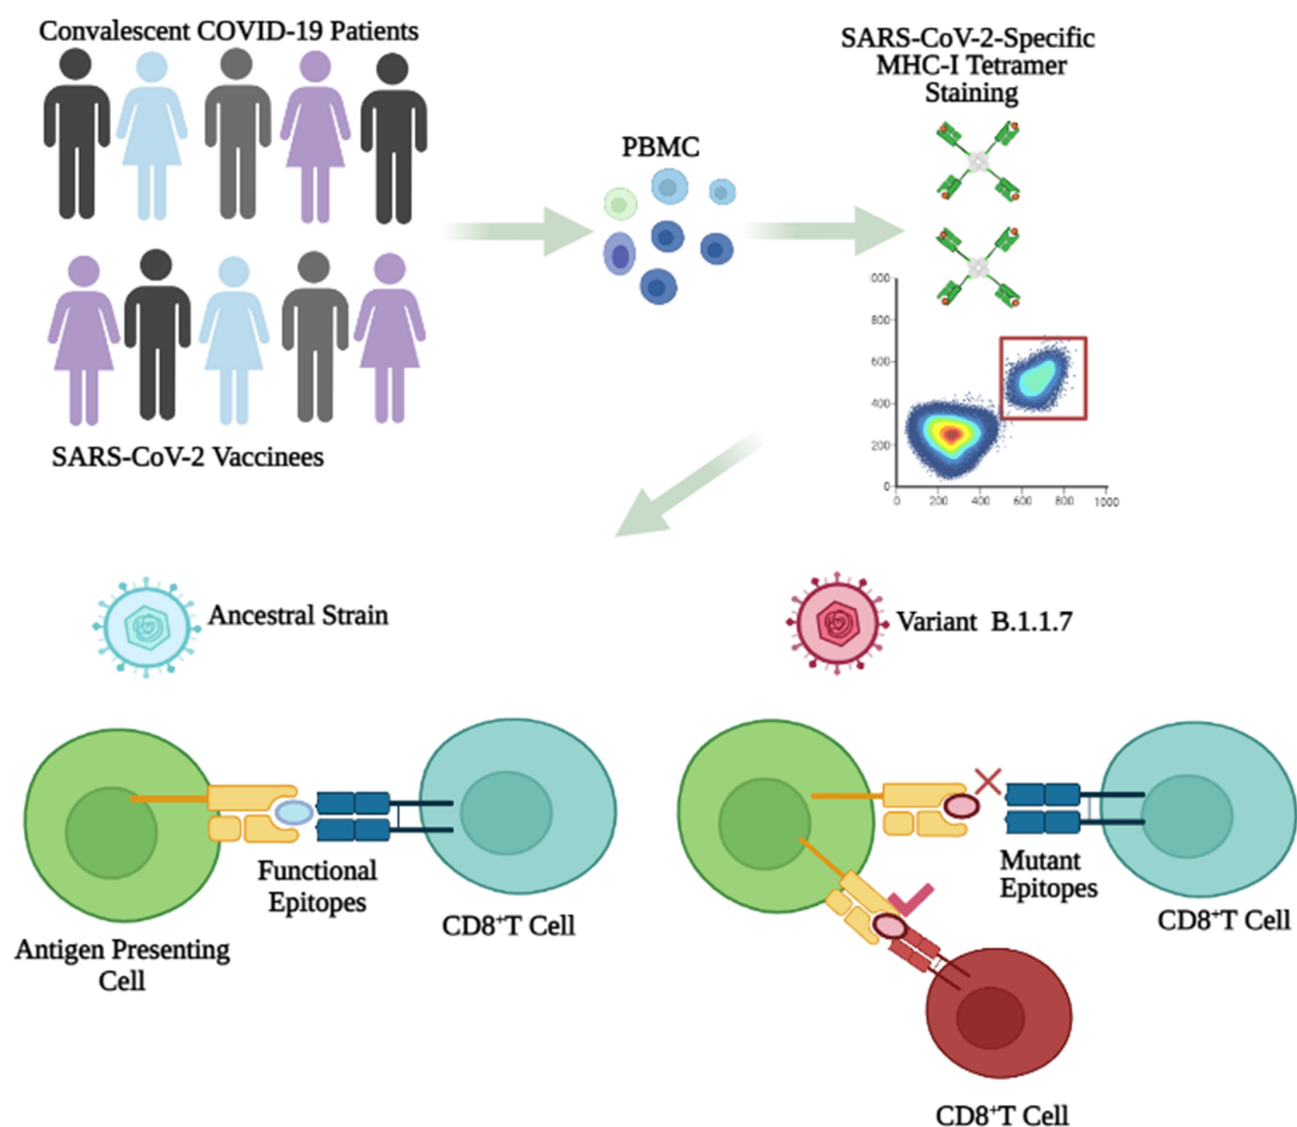 Convalescent COVID-19 Patients
SARS-CoV-2 Vaccinees
PBMC
SARS-CoV-2-Specific
MHC-I Tetramer
Staining
000
800
600
400
200
0
0 200 400 600 800 1000
Ancestral Strain
Variant B.1.1.7
Functional
Epitopes
CD8⁺T Cell
Antigen Presenting
Cell
Mutant
Epitopes
CD8⁺T Cell
CD8⁺T Cell